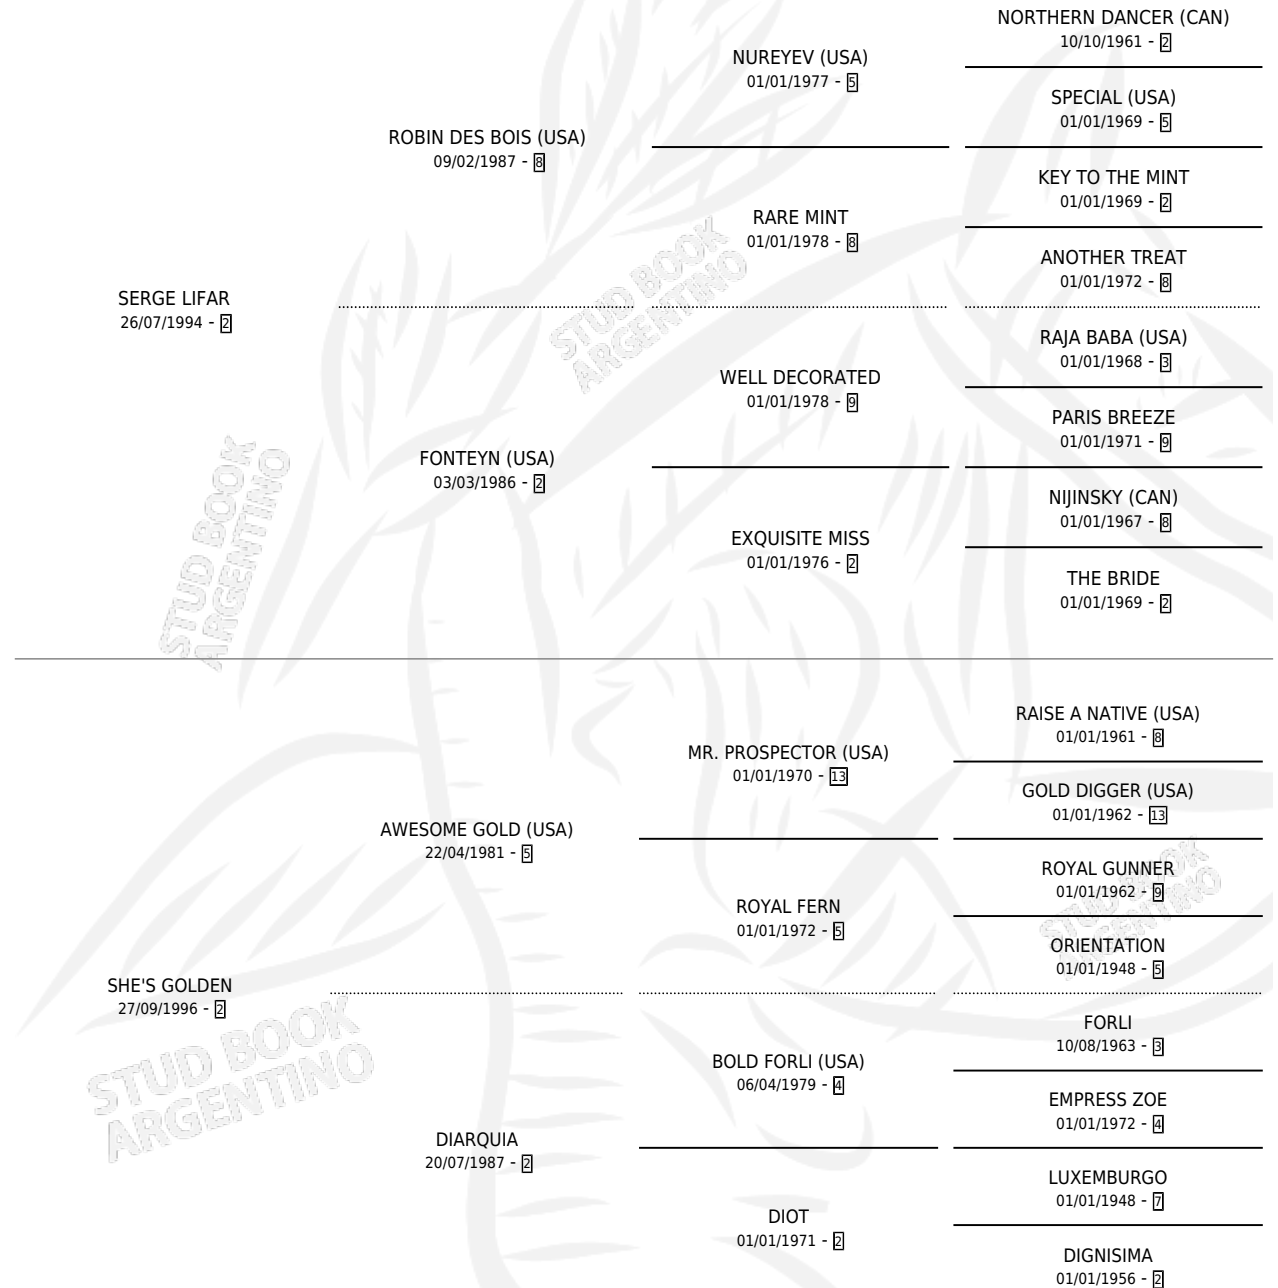 NORTHERN DANCER (CAN)
10/10/1961 - 2
NUREYEV (USA)
01/01/1977 - 5
SPECIAL (USA)
01/01/1969 - 5
ROBIN DES BOIS (USA)
09/02/1987 - 8
KEY TO THE MINT
01/01/1969 - 2
RARE MINT
01/01/1978 - 8
ANOTHER TREAT
01/01/1972 - 8
SERGE LIFAR
26/07/1994 - 2
RAJA BABA (USA)
01/01/1968 - 3
WELL DECORATED
01/01/1978 - 9
PARIS BREEZE
01/01/1971 - 9
FONTEYN (USA)
03/03/1986 - 2
NIJINSKY (CAN)
01/01/1967 - 8
EXQUISITE MISS
01/01/1976 - 2
THE BRIDE
01/01/1969 - 2
RAISE A NATIVE (USA)
01/01/1961 - 8
MR. PROSPECTOR (USA)
01/01/1970 - 13
GOLD DIGGER (USA)
01/01/1962 - 13
AWESOME GOLD (USA)
22/04/1981 - 5
ROYAL GUNNER
01/01/1962 - 9
ROYAL FERN
01/01/1972 - 5
ORIENTATION
01/01/1948 - 5
SHE'S GOLDEN
27/09/1996 - 2
FORLI
10/08/1963 - 3
BOLD FORLI (USA)
06/04/1979 - 4
EMPRESS ZOE
01/01/1972 - 4
DIARQUIA
20/07/1987 - 2
LUXEMBURGO
01/01/1948 - 7
DIOT
01/01/1971 - 2
DIGNISIMA
01/01/1956 - 2
STUD BOOK
ARGENTINO
STUD BOOK
ARGENTINO
STUD BOOK
ARGENTINO
STUD BOOK
ARGENTINO